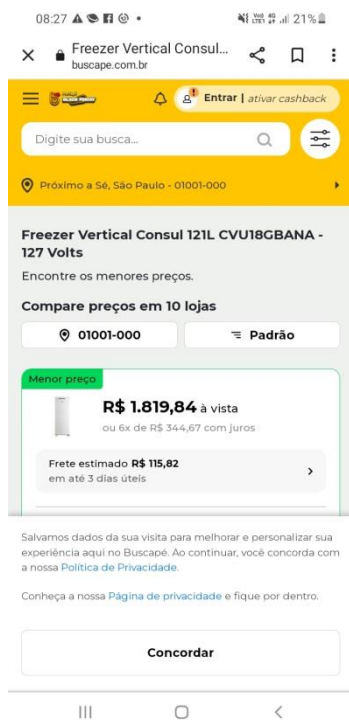 08:27
21%
Freezer Vertical Consul...
buscape.com.br
Entrar | ativar cashback
Digite sua busca...
Próximo a Sé, São Paulo - 01001-000
Freezer Vertical Consul 121L CVU18GBANA -
127 Volts
Encontre os menores preços.
Compare preços em 10 lojas
01001-000
Padrão
Menor preço
R$ 1.819,84 à vista
ou 6x de R$ 344,67 com juros
Frete estimado R$ 115,82
em até 3 dias úteis
Salvamos dados da sua visita para melhorar e personalizar sua
experiência aqui no Buscapé. Ao continuar, você concorda com
a nossa Política de Privacidade.
Conheça a nossa Página de privacidade e fique por dentro.
Concordar